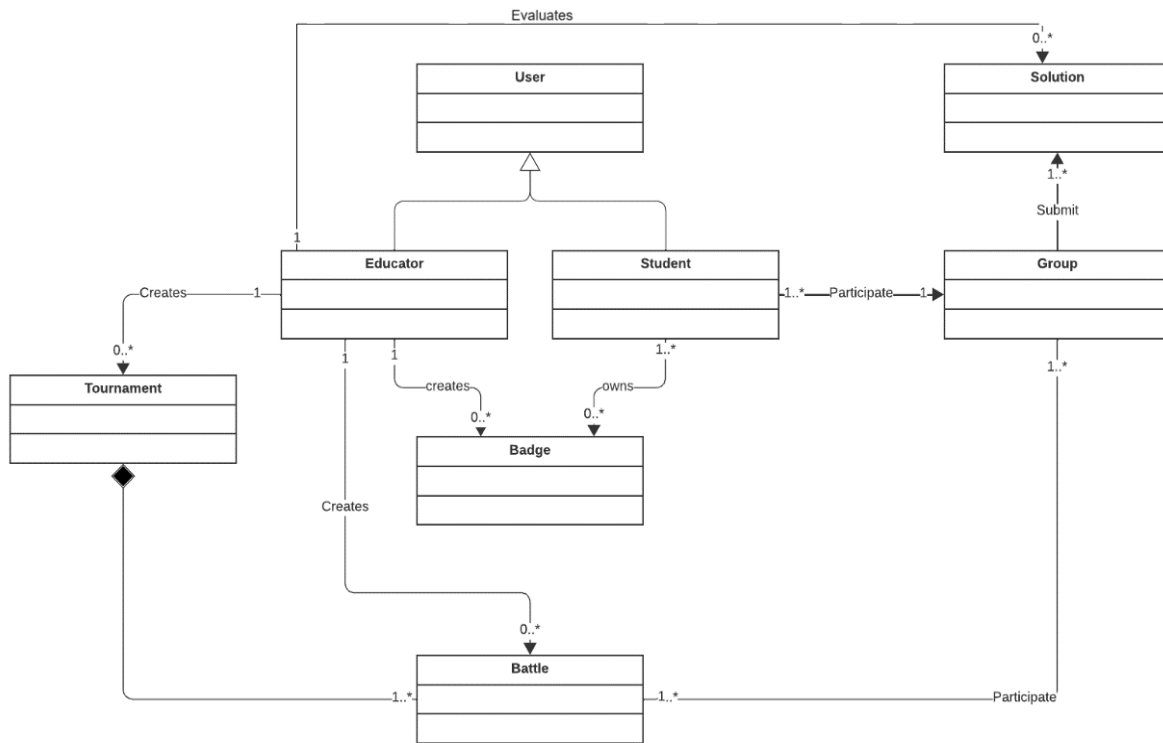 Evaluates
0..*
User
Solution
1..*
Submit
1
Educator
Student
Group
Creates
1
1..*
Participate
1
0..*
1
1
1..*
1..*
Tournament
creates
owns
0..*
0..*
Badge
Creates
0..*
Battle
1..*
1..*
Participate